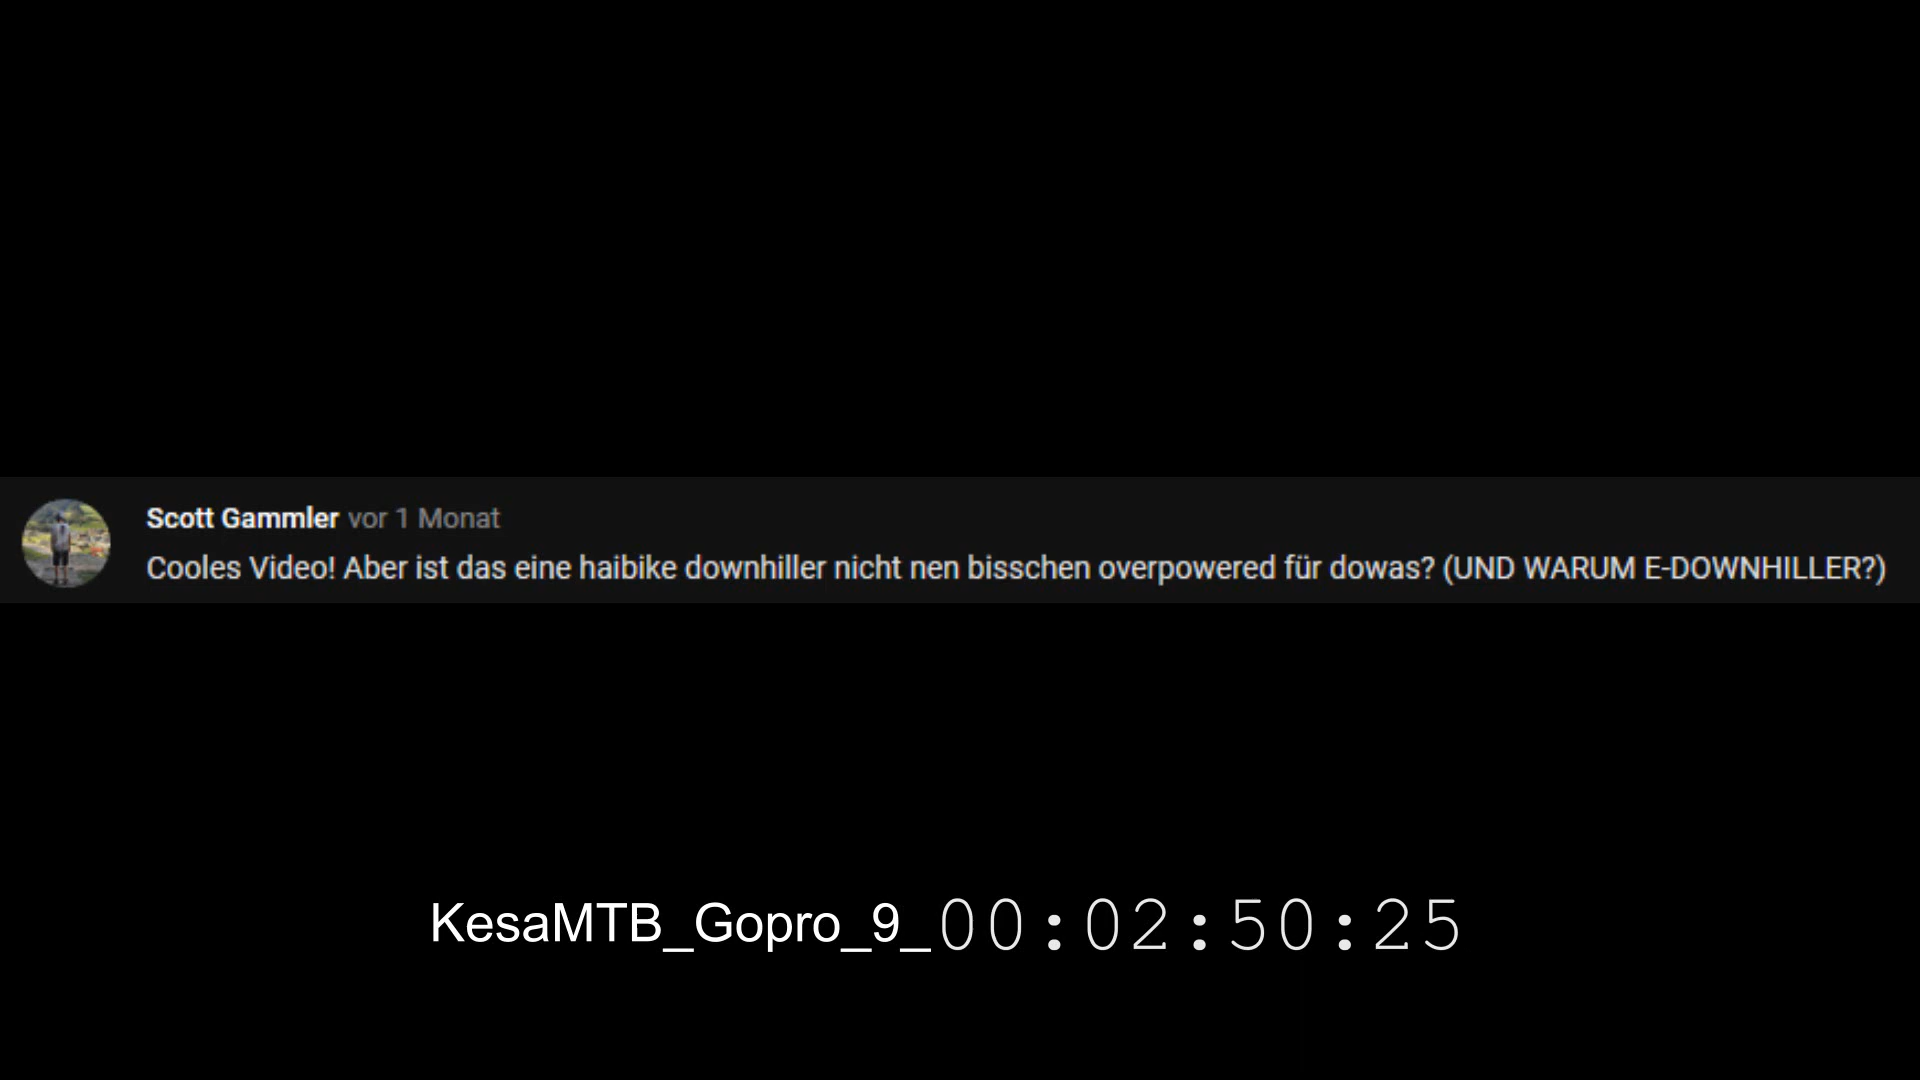 Scott Gammler vor 1 Monat
Cooles Video! Aber ist das eine haibike downhiller nicht nen bisschen overpowered für dowas? (UND WARUM E-DOWNHILLER?)
KesaMTB_Gopro_9_00:02:50:25